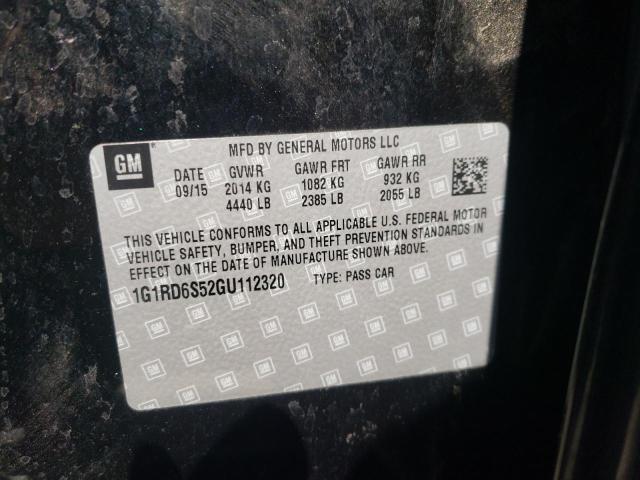 GM
MFD BY GENERAL MOTORS LLC
DATE GVWR GAWR FRT GAWR RR
09/15 2014 KG 1082 KG 932 KG
4440 LB 2385 LB 2055 LB
THIS VEHICLE CONFORMS TO ALL APPLICABLE U.S. FEDERAL MOTOR
VEHICLE SAFETY, BUMPER, AND THEFT PREVENTION STANDARDS IN
EFFECT ON THE DATE OF MANUFACTURE SHOWN ABOVE.
1G1RD6S52GU112320 TYPE: PASS CAR